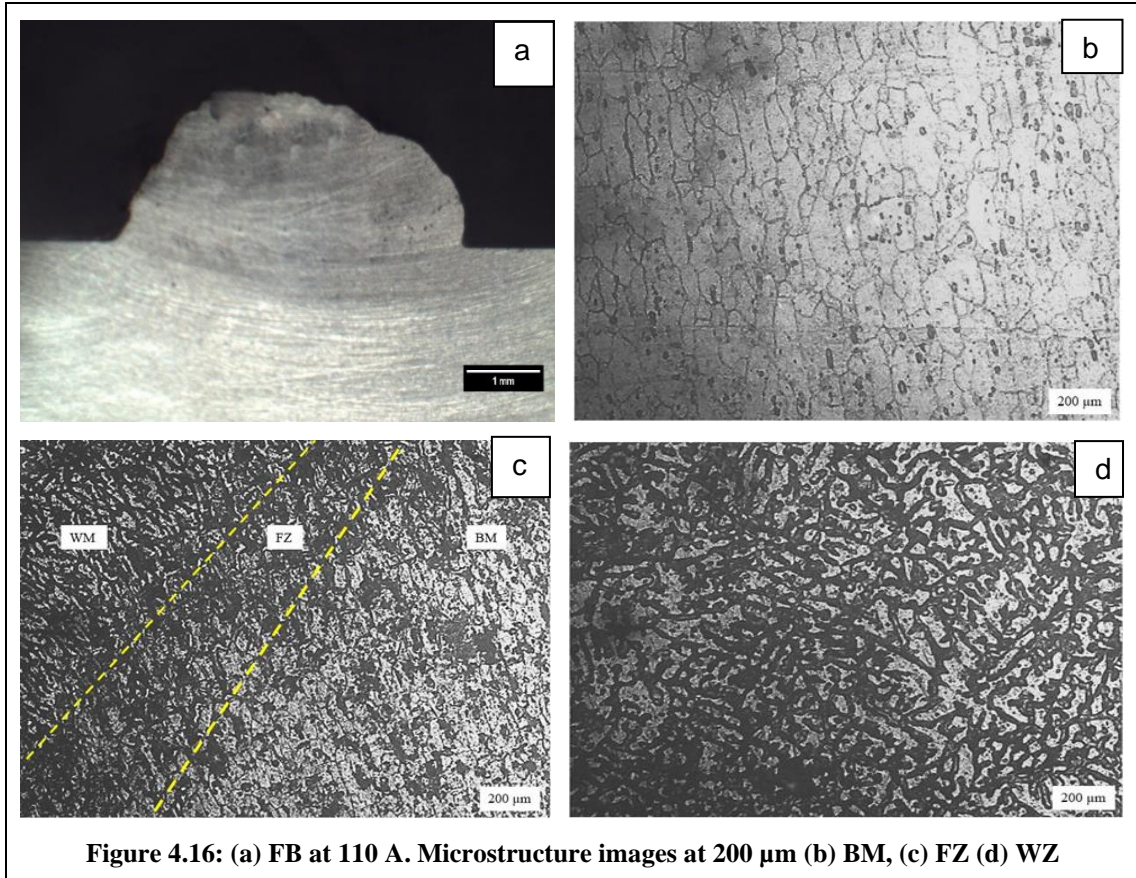 a
b
1 mm
200 µm
c
d
WM
FZ
BM
200 µm
200 µm
Figure 4.16: (a) FB at 110 A. Microstructure images at 200 µm (b) BM, (c) FZ (d) WZ